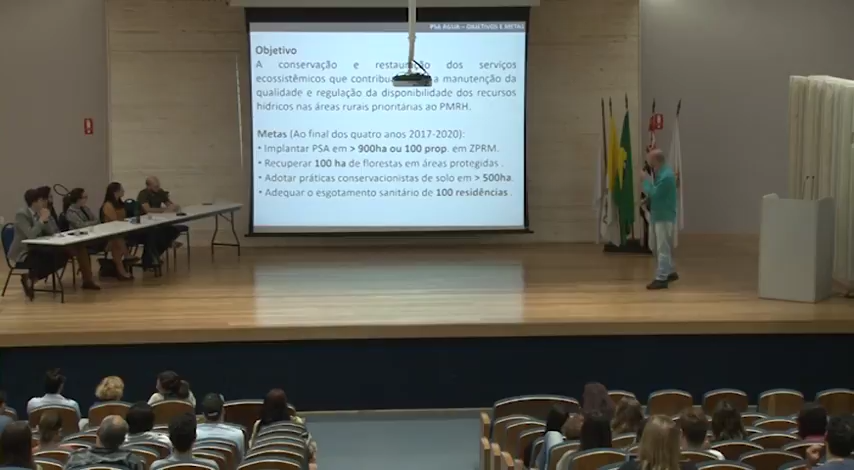 PSA ÁGUA – OBJETIVOS E METAS
Objetivo
A conservação e restauração dos serviços
ecossistêmicos que contribua a manutenção da
qualidade e regulação da disponibilidade dos recursos
hídricos nas áreas rurais prioritárias ao PMRH.
Metas (Ao final dos quatro anos 2017-2020):
• Implantar PSA em > 900ha ou 100 prop. em ZPRM.
• Recuperar 100 ha de florestas em áreas protegidas .
• Adotar práticas conservacionistas de solo em > 500ha.
• Adequar o esgotamento sanitário de 100 residências .